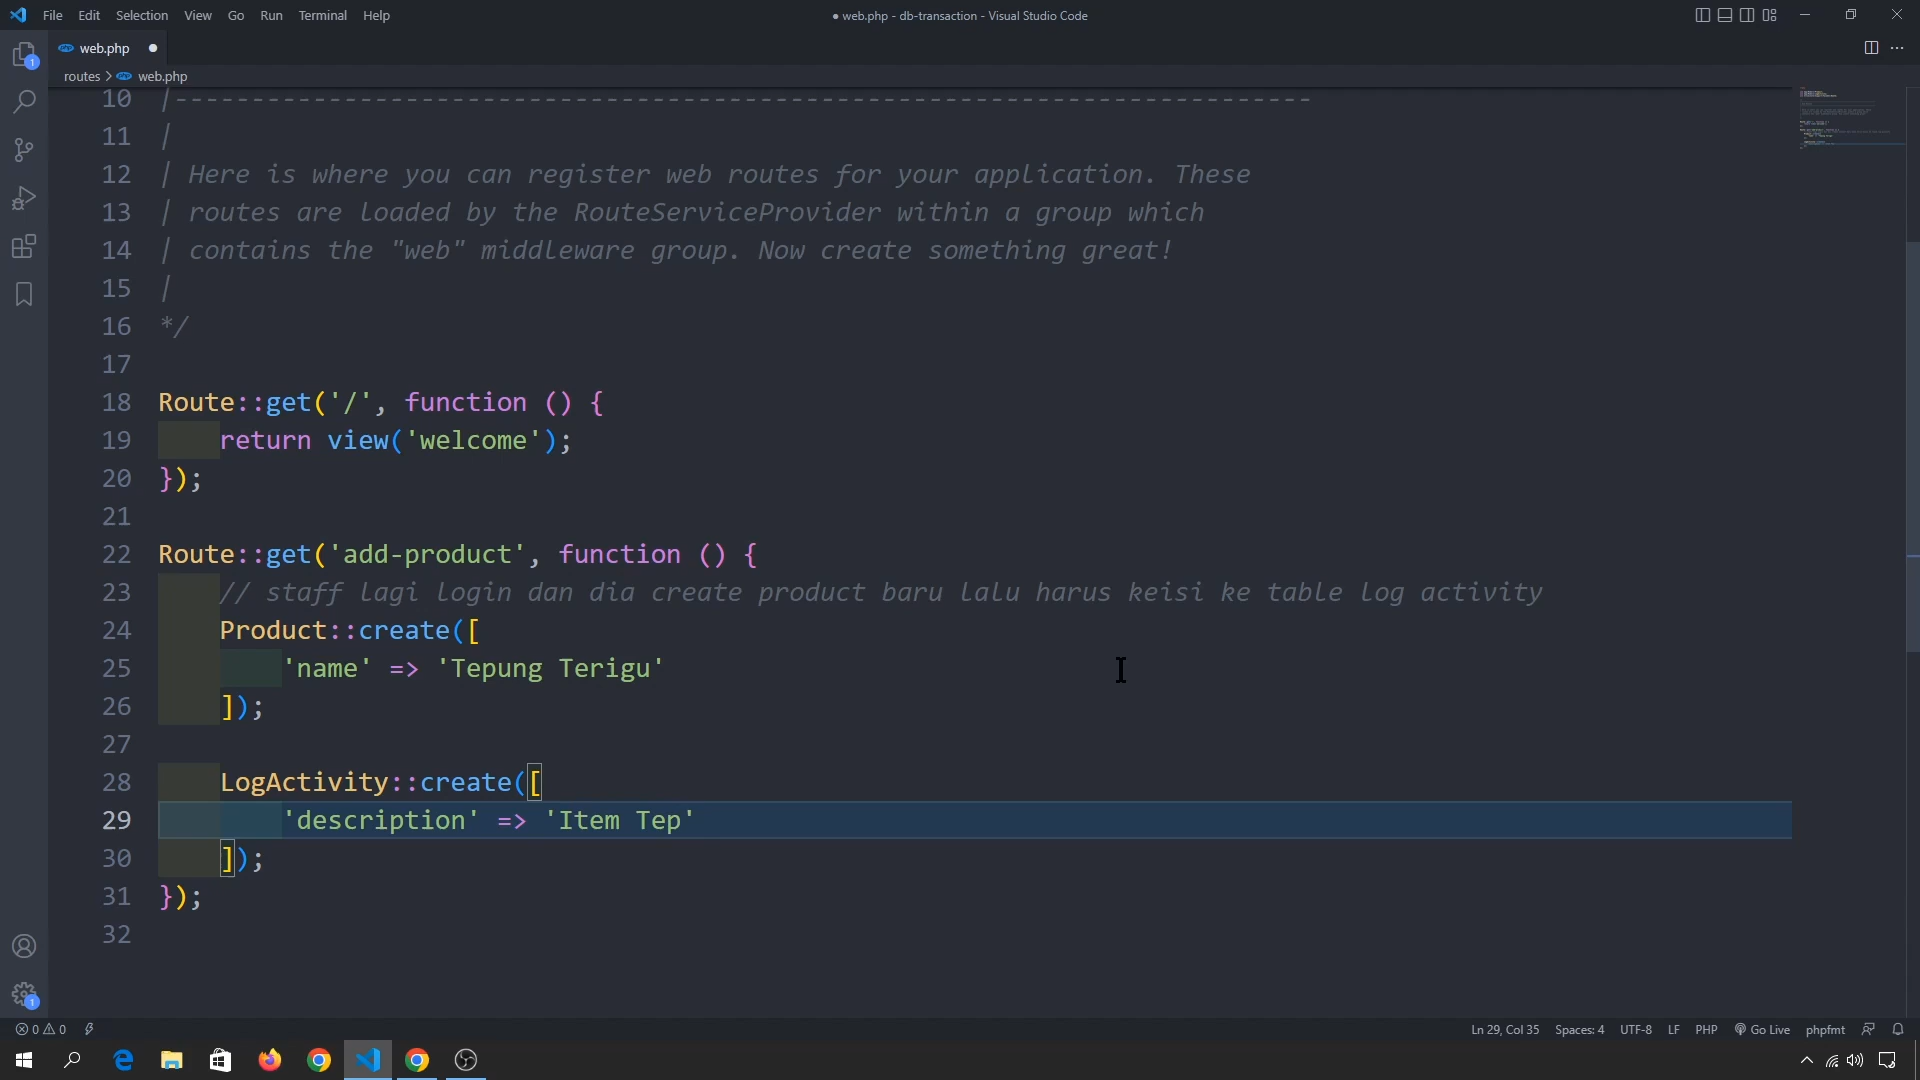 File Edit Selection View Go Run Terminal Help
● web.php - db-transaction - Visual Studio Code
web.php
routes > web.php
1
10 |--------------------------------------------------------------------------
11 |
12 | Here is where you can register web routes for your application. These
13 | routes are loaded by the RouteServiceProvider within a group which
14 | contains the "web" middleware group. Now create something great!
15 |
16 */
17
18 Route::get('/', function () {
19 return view('welcome');
20 });
21
22 Route::get('add-product', function () {
23 // staff lagi login dan dia create product baru lalu harus keisi ke table log activity
24 Product::create([
25 'name' => 'Tepung Terigu'
26 ]);
27
28 LogActivity::create([
29 'description' => 'Item Tep'
30 ]);
31 });
32
1
0 0
Ln 29, Col 35 Spaces: 4 UTF-8 LF PHP Go Live phpfmt